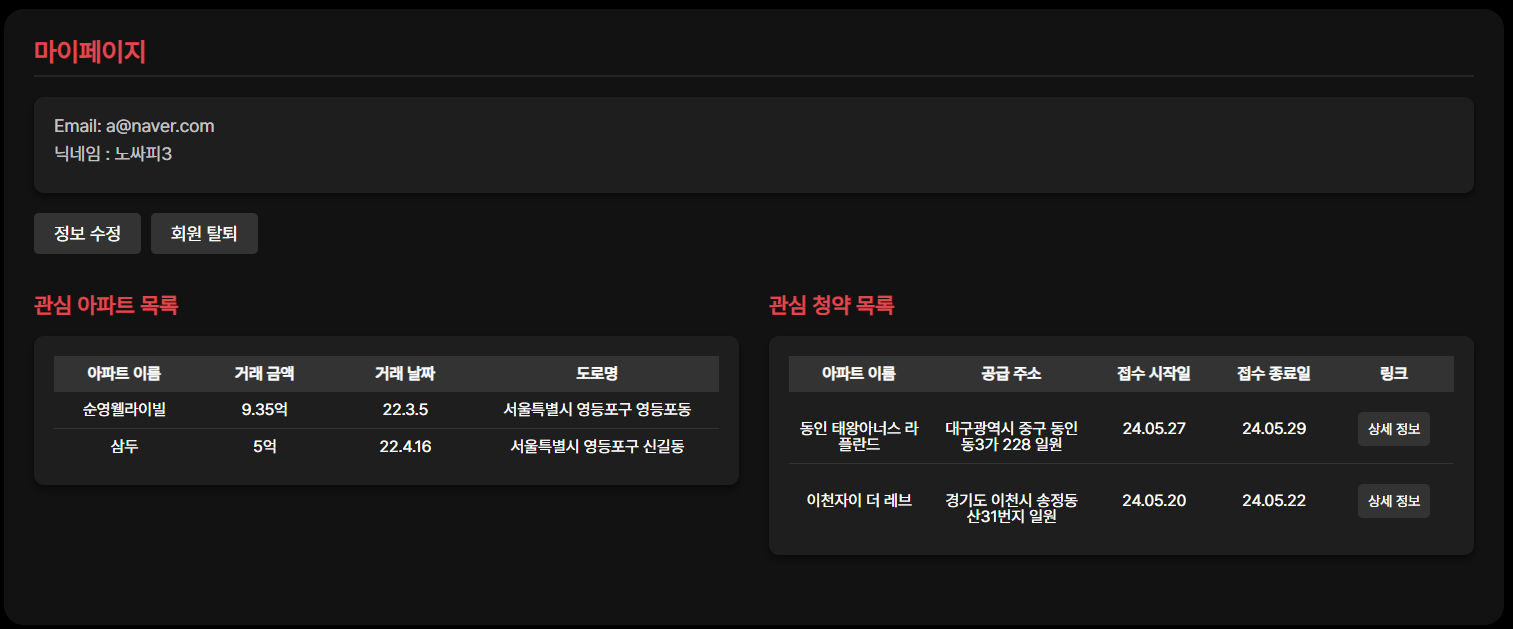 마이페이지
Email: a@naver.com
닉네임 : 노싸피3
정보 수정 회원 탈퇴
관심 아파트 목록
아파트 이름 거래 금액 거래 날짜 도로명
순영웰라이빌 9.35억 22.3.5 서울특별시 영등포구 영등포동
삼두 5억 22.4.16 서울특별시 영등포구 신길동
관심 청약 목록
아파트 이름 공급 주소 접수 시작일 접수 종료일 링크
동인 태왕아너스 라 대구광역시 중구 동인 24.05.27 24.05.29 상세 정보
플란드 동3가 228 일원
이천자이 더 레브 경기도 이천시 송정동 24.05.20 24.05.22 상세 정보
산31번지 일원